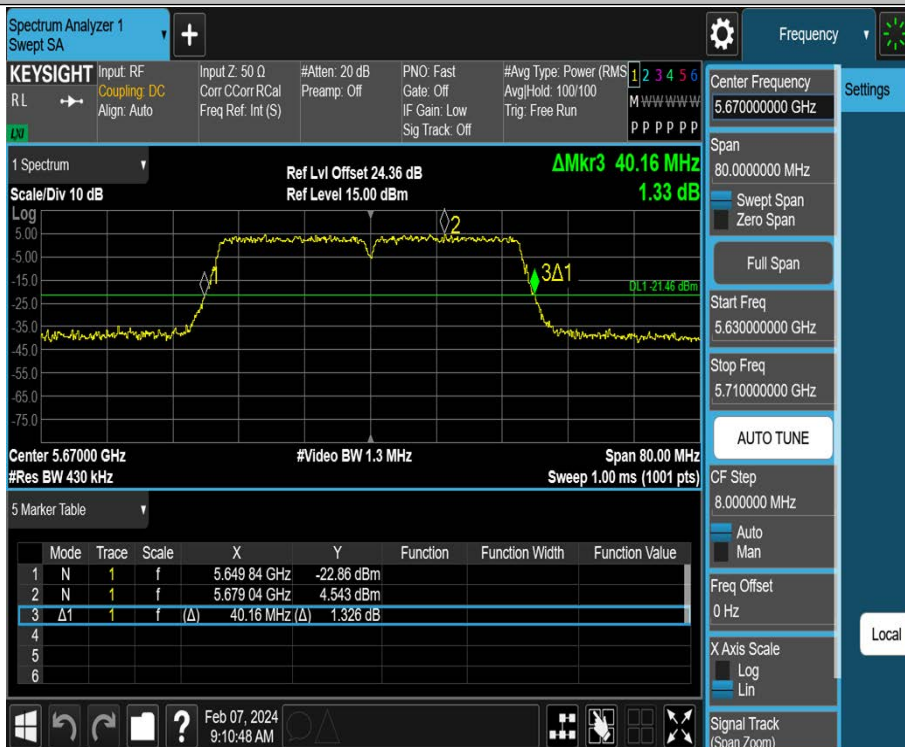 Spectrum Analyzer 1
Swept SA
+
Frequency
KEYSIGHT
RL
LXI
Input: RF
Coupling: DC
Align: Auto
Input Z: 50 Ω
Corr CCorr RCal
Freq Ref: Int (S)
#Atten: 20 dB
Preamp: Off
PNO: Fast
Gate: Off
IF Gain: Low
Sig Track: Off
#Avg Type: Power (RMS
Avg|Hold: 100/100
Trig: Free Run
1 2 3 4 5 6
M W W W W W
P P P P P P
Center Frequency
5.670000000 GHz
Settings
Span
80.0000000 MHz
Swept Span
Zero Span
Full Span
Start Freq
5.630000000 GHz
Stop Freq
5.710000000 GHz
AUTO TUNE
CF Step
8.000000 MHz
Auto
Man
Freq Offset
0 Hz
X Axis Scale
Log
Lin
Signal Track
(Span Zoom)
Local
1 Spectrum
Scale/Div 10 dB
Ref Lvl Offset 24.36 dB
Ref Level 15.00 dBm
ΔMkr3 40.16 MHz
1.33 dB
Log
5.00
-5.00
-15.0
-25.0
-35.0
-45.0
-55.0
-65.0
-75.0
1
2
3Δ1
DL1 -21.46 dBm
Center 5.67000 GHz
#Video BW 1.3 MHz
Span 80.00 MHz
#Res BW 430 kHz
Sweep 1.00 ms (1001 pts)
5 Marker Table
Mode Trace Scale X Y Function Function Width Function Value
1 N 1 f 5.649 84 GHz -22.86 dBm
2 N 1 f 5.679 04 GHz 4.543 dBm
3 Δ1 1 f (Δ) 40.16 MHz (Δ) 1.326 dB
4
5
6
?
Feb 07, 2024
9:10:48 AM